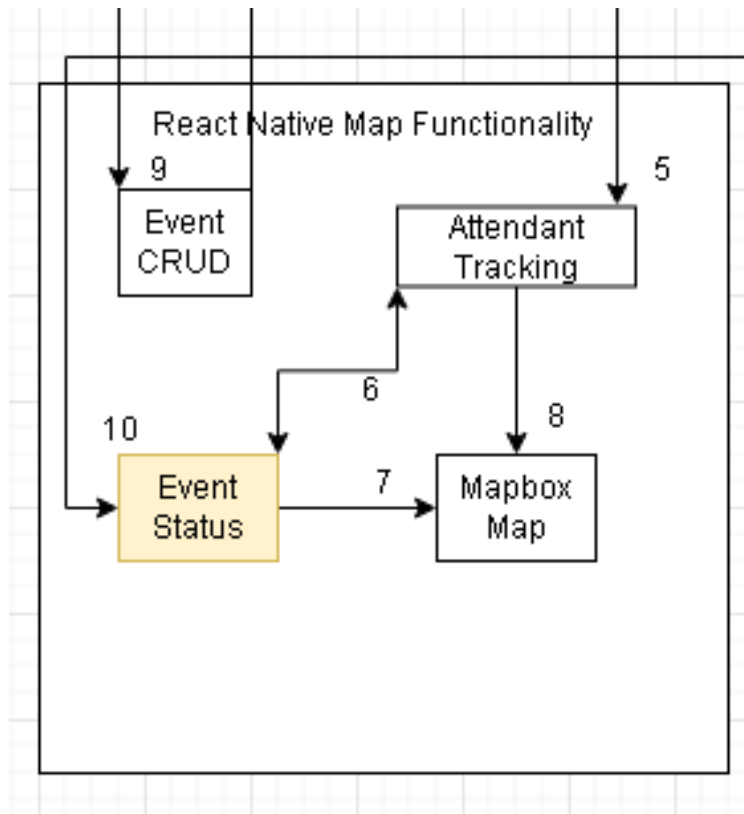 React Native Map Functionality
9
5
Event
CRUD
Attendant
Tracking
6
10
8
Event
Status
7
Mapbox
Map